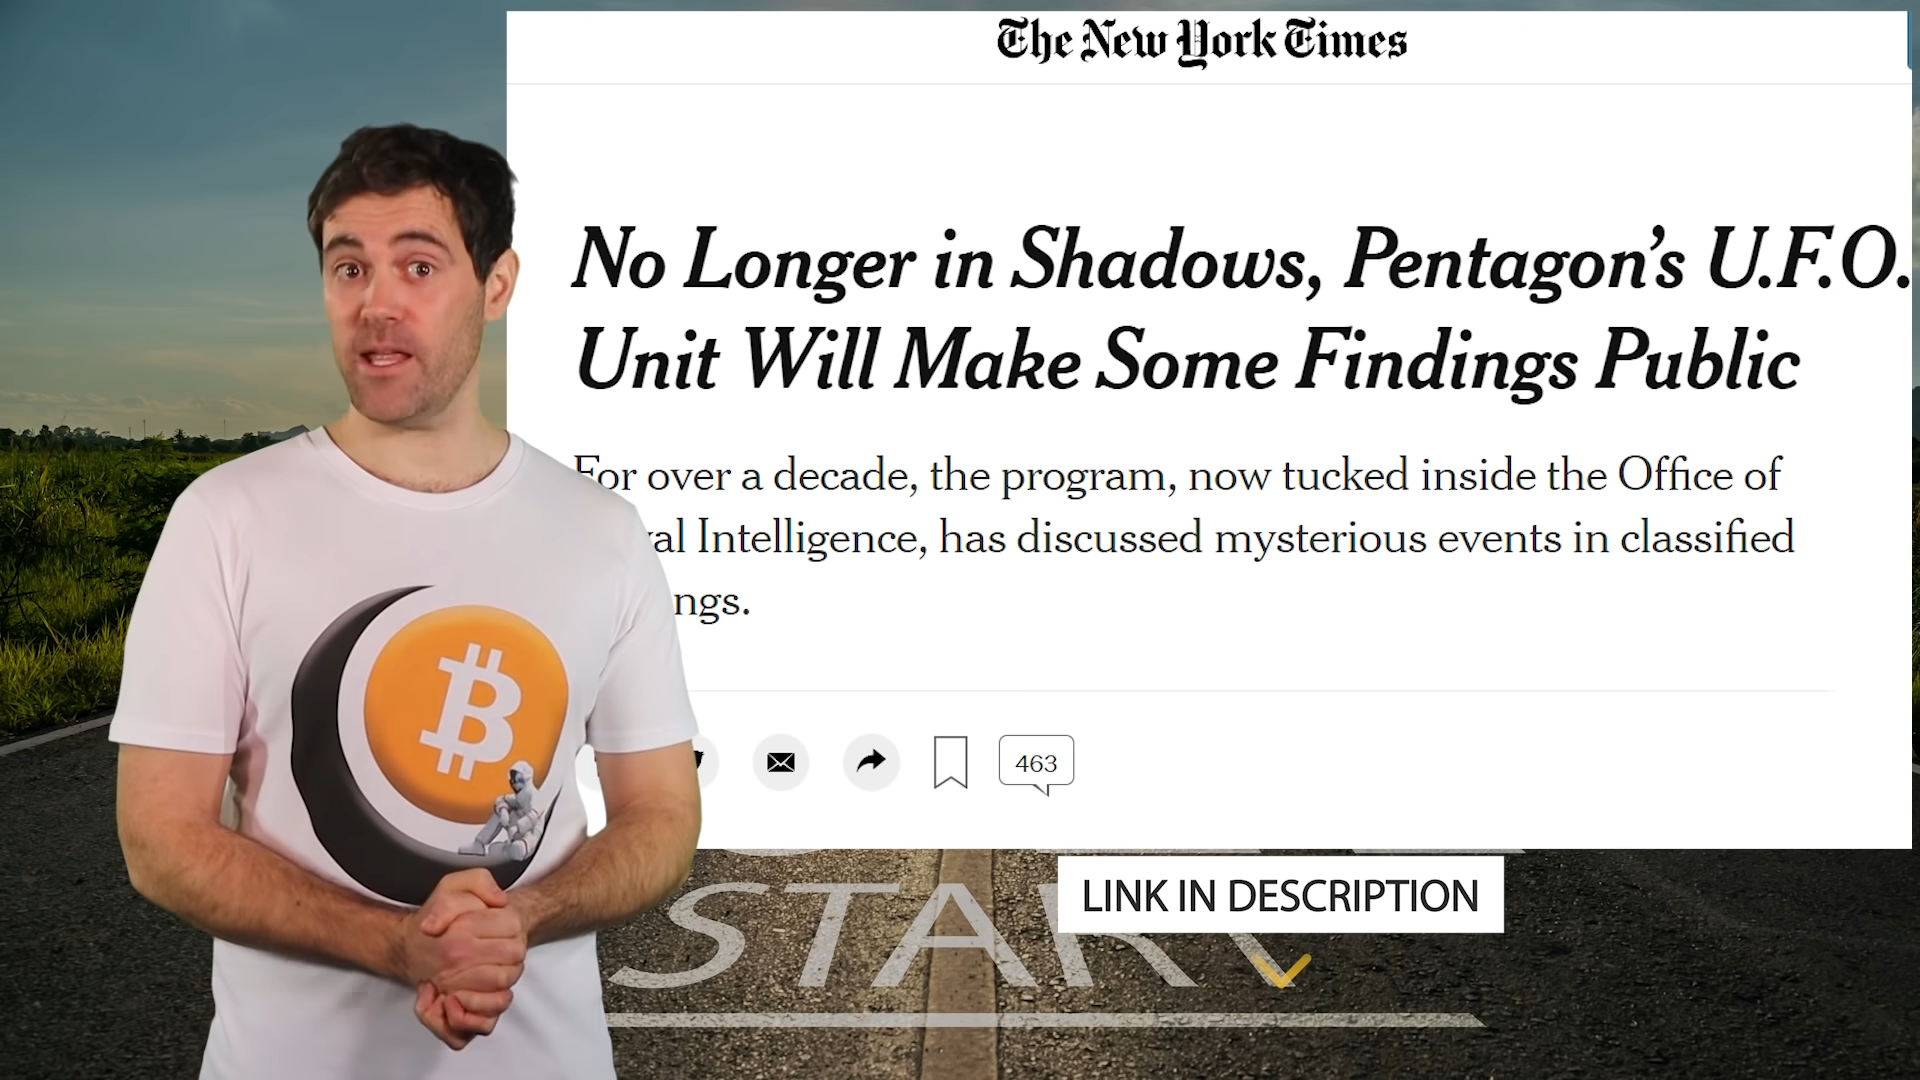 The New York Times
No Longer in Shadows, Pentagon's U.F.O.
Unit Will Make Some Findings Public
For over a decade, the program, now tucked inside the Office of
Intelligence, has discussed mysterious events in classified
463
LINK IN DESCRIPTION
START